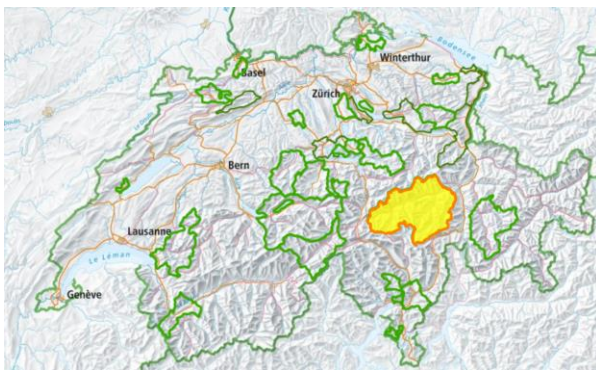 Bodensee
Basel
Winterthur
Zürich
Bern
Lausanne
Le Léman
Genève